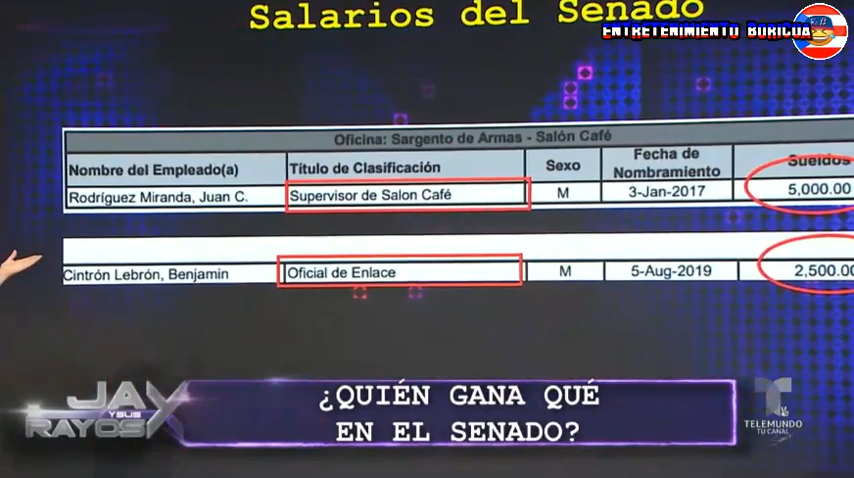 Salarios del Senado
ENTRETENIMIENTO BORICUA
Oficina: Sargento de Armas - Salón Café
Nombre del Empleado(a) Título de Clasificación Sexo Fecha de Nombramiento Sueldos
Rodríguez Miranda, Juan C. Supervisor de Salon Café M 3-Jan-2017 5,000.00
Cintrón Lebrón, Benjamin Oficial de Enlace M 5-Aug-2019 2,500.00
¿QUIÉN GANA QUÉ
EN EL SENADO?
JAY
Y SUS
RAYOS X
TELEMUNDO
TU CANAL